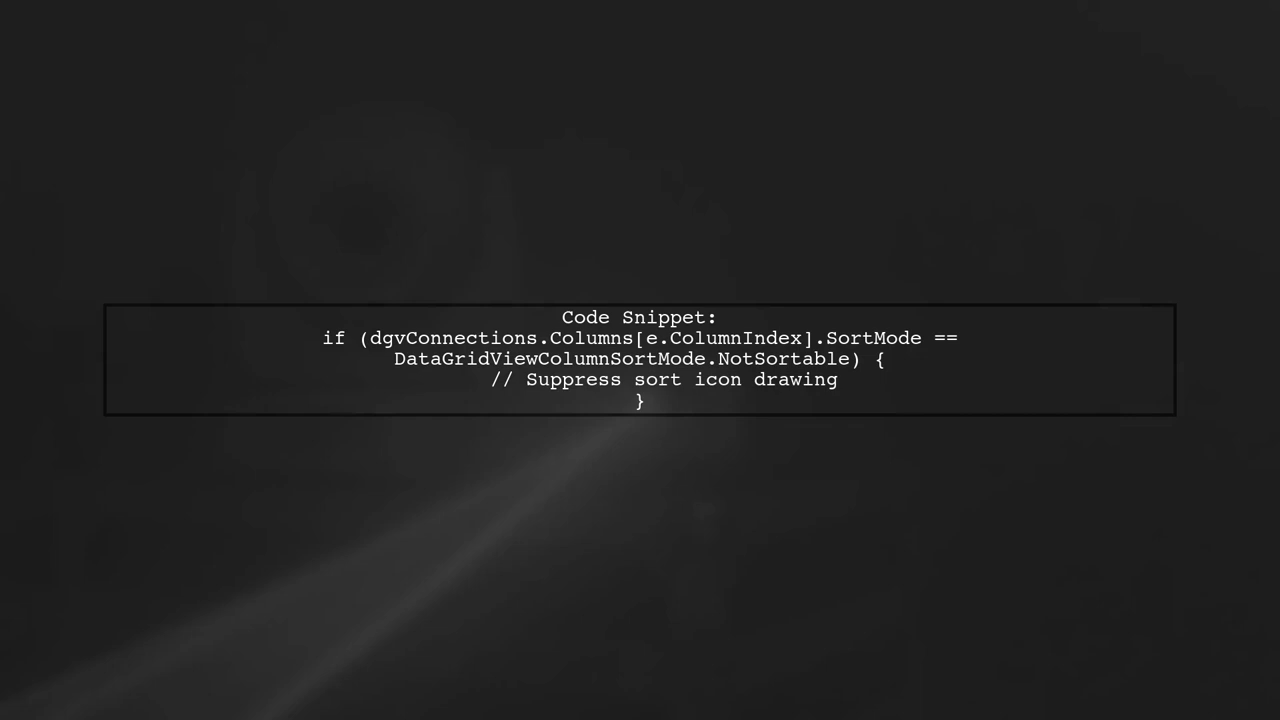 Code Snippet:
if (dgvConnections.Columns[e.ColumnIndex].SortMode ==
DataGridViewColumnSortMode.NotSortable) {
// Suppress sort icon drawing
}